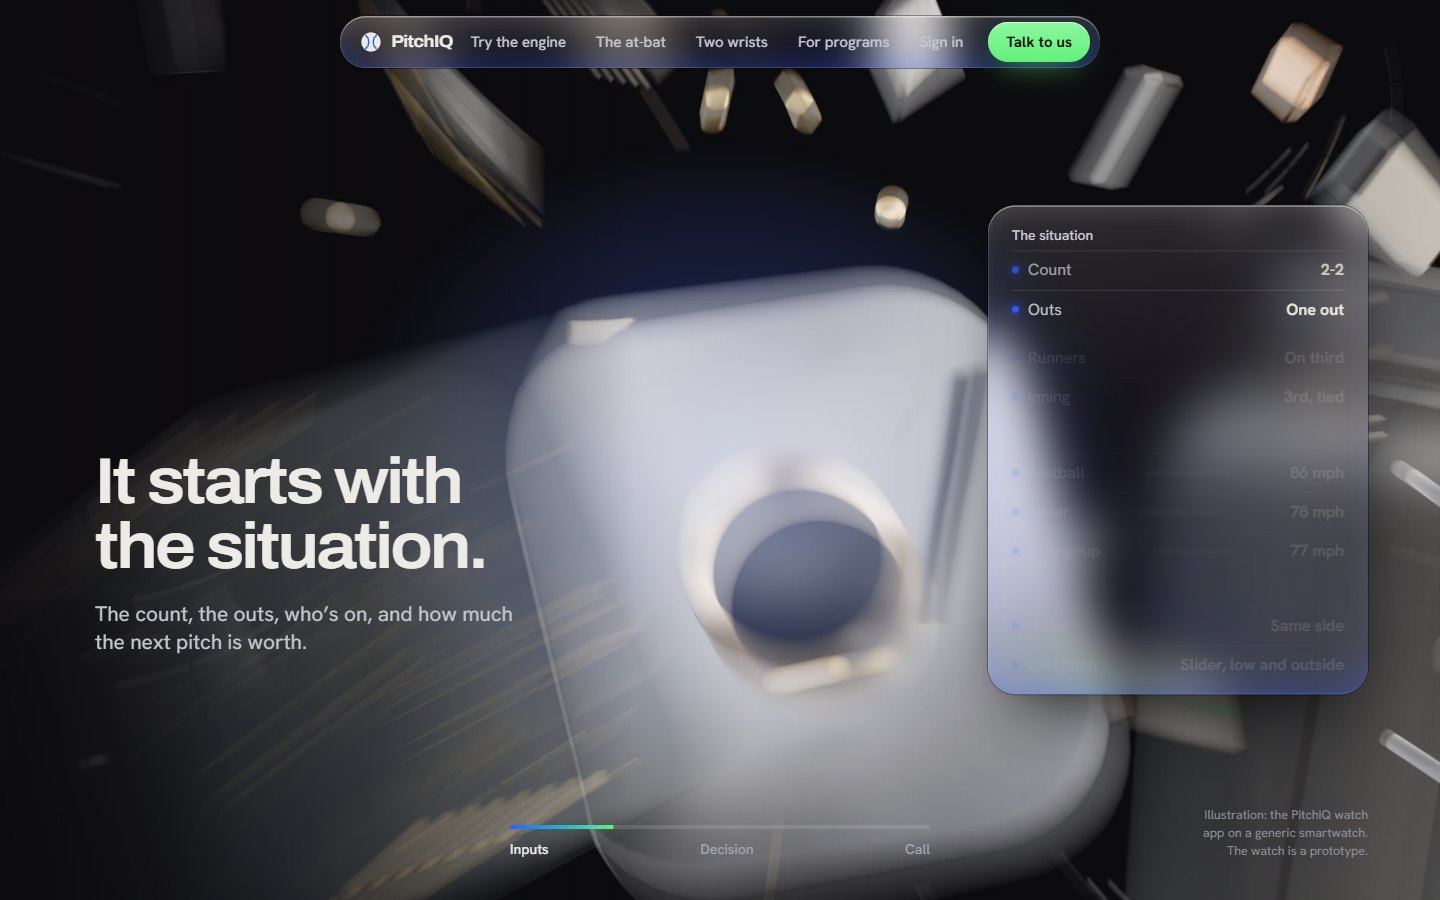 PitchIQ Try the engine The at-bat Two wrists For programs Sign in Talk to us
The situation
Count 2-2
Outs One out
Runners On third
Inning 3rd, tied
Fastball 86 mph
78 mph
77 mph
Hitter Same side
Last pitch Slider, low and outside
It starts with
the situation.
The count, the outs, who’s on, and how much
the next pitch is worth.
Inputs Decision Call
Illustration: the PitchIQ watch
app on a generic smartwatch.
The watch is a prototype.